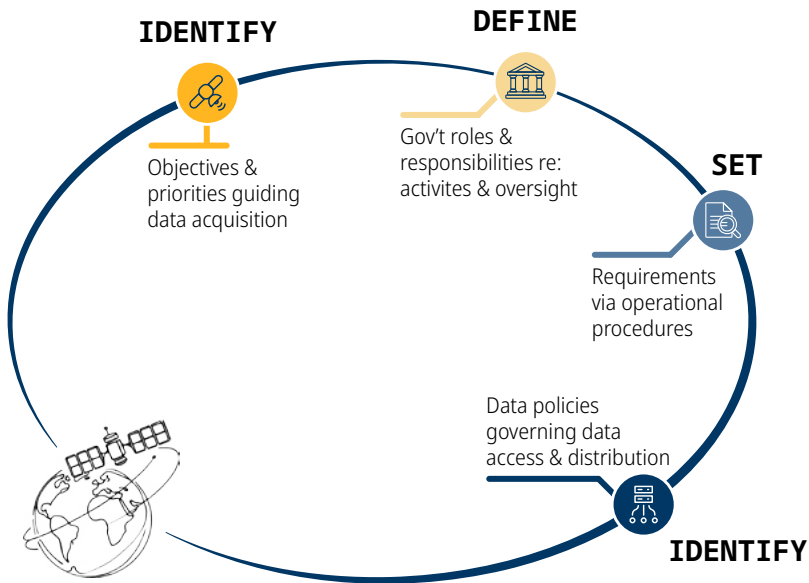 IDENTIFY
Objectives &
priorities guiding
data acquisition
DEFINE
Gov't roles &
responsibilities re:
activites & oversight
SET
Requirements
via operational
procedures
Data policies
governing data
access & distribution
IDENTIFY